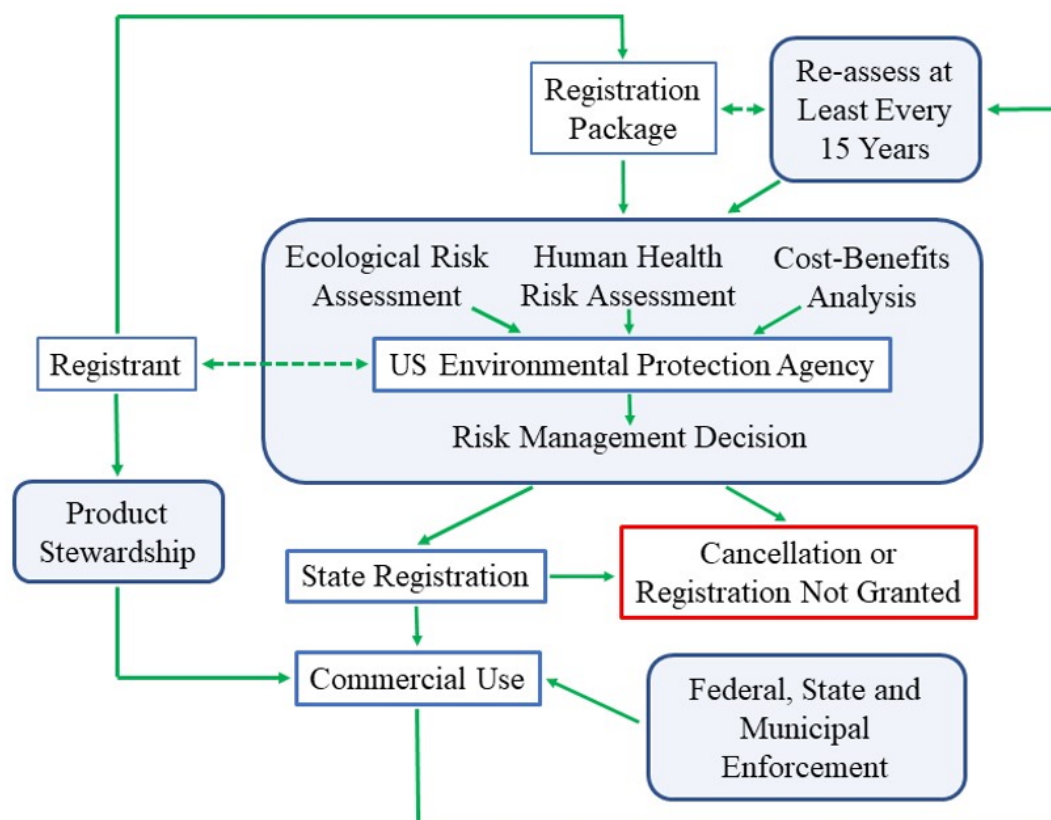 Registration
Package
Re-assess at
Least Every
15 Years
Ecological Risk
Assessment
Human Health
Risk Assessment
Cost-Benefits
Analysis
Registrant
US Environmental Protection Agency
Risk Management Decision
Product
Stewardship
State Registration
Cancellation or
Registration Not Granted
Commercial Use
Federal, State and
Municipal
Enforcement